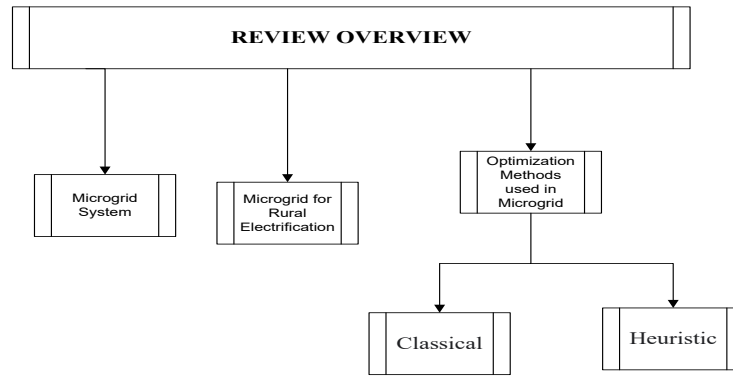 REVIEW OVERVIEW
Microgrid
System
Microgrid for
Rural
Electrification
Optimization
Methods
used in
Microgrid
Classical
Heuristic